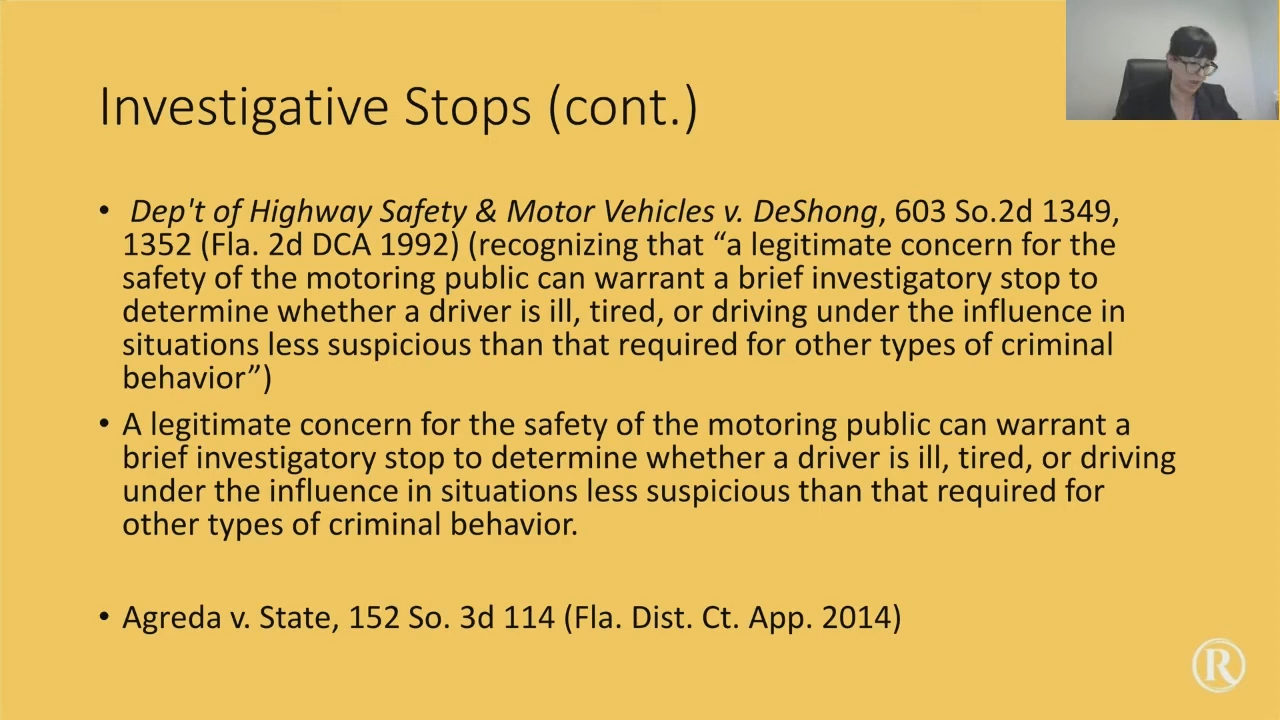 Investigative Stops (cont.)
• Dep't of Highway Safety & Motor Vehicles v. DeShong, 603 So.2d 1349,
1352 (Fla. 2d DCA 1992) (recognizing that “a legitimate concern for the
safety of the motoring public can warrant a brief investigatory stop to
determine whether a driver is ill, tired, or driving under the influence in
situations less suspicious than that required for other types of criminal
behavior”)
• A legitimate concern for the safety of the motoring public can warrant a
brief investigatory stop to determine whether a driver is ill, tired, or driving
under the influence in situations less suspicious than that required for
other types of criminal behavior.
• Agreda v. State, 152 So. 3d 114 (Fla. Dist. Ct. App. 2014)
R